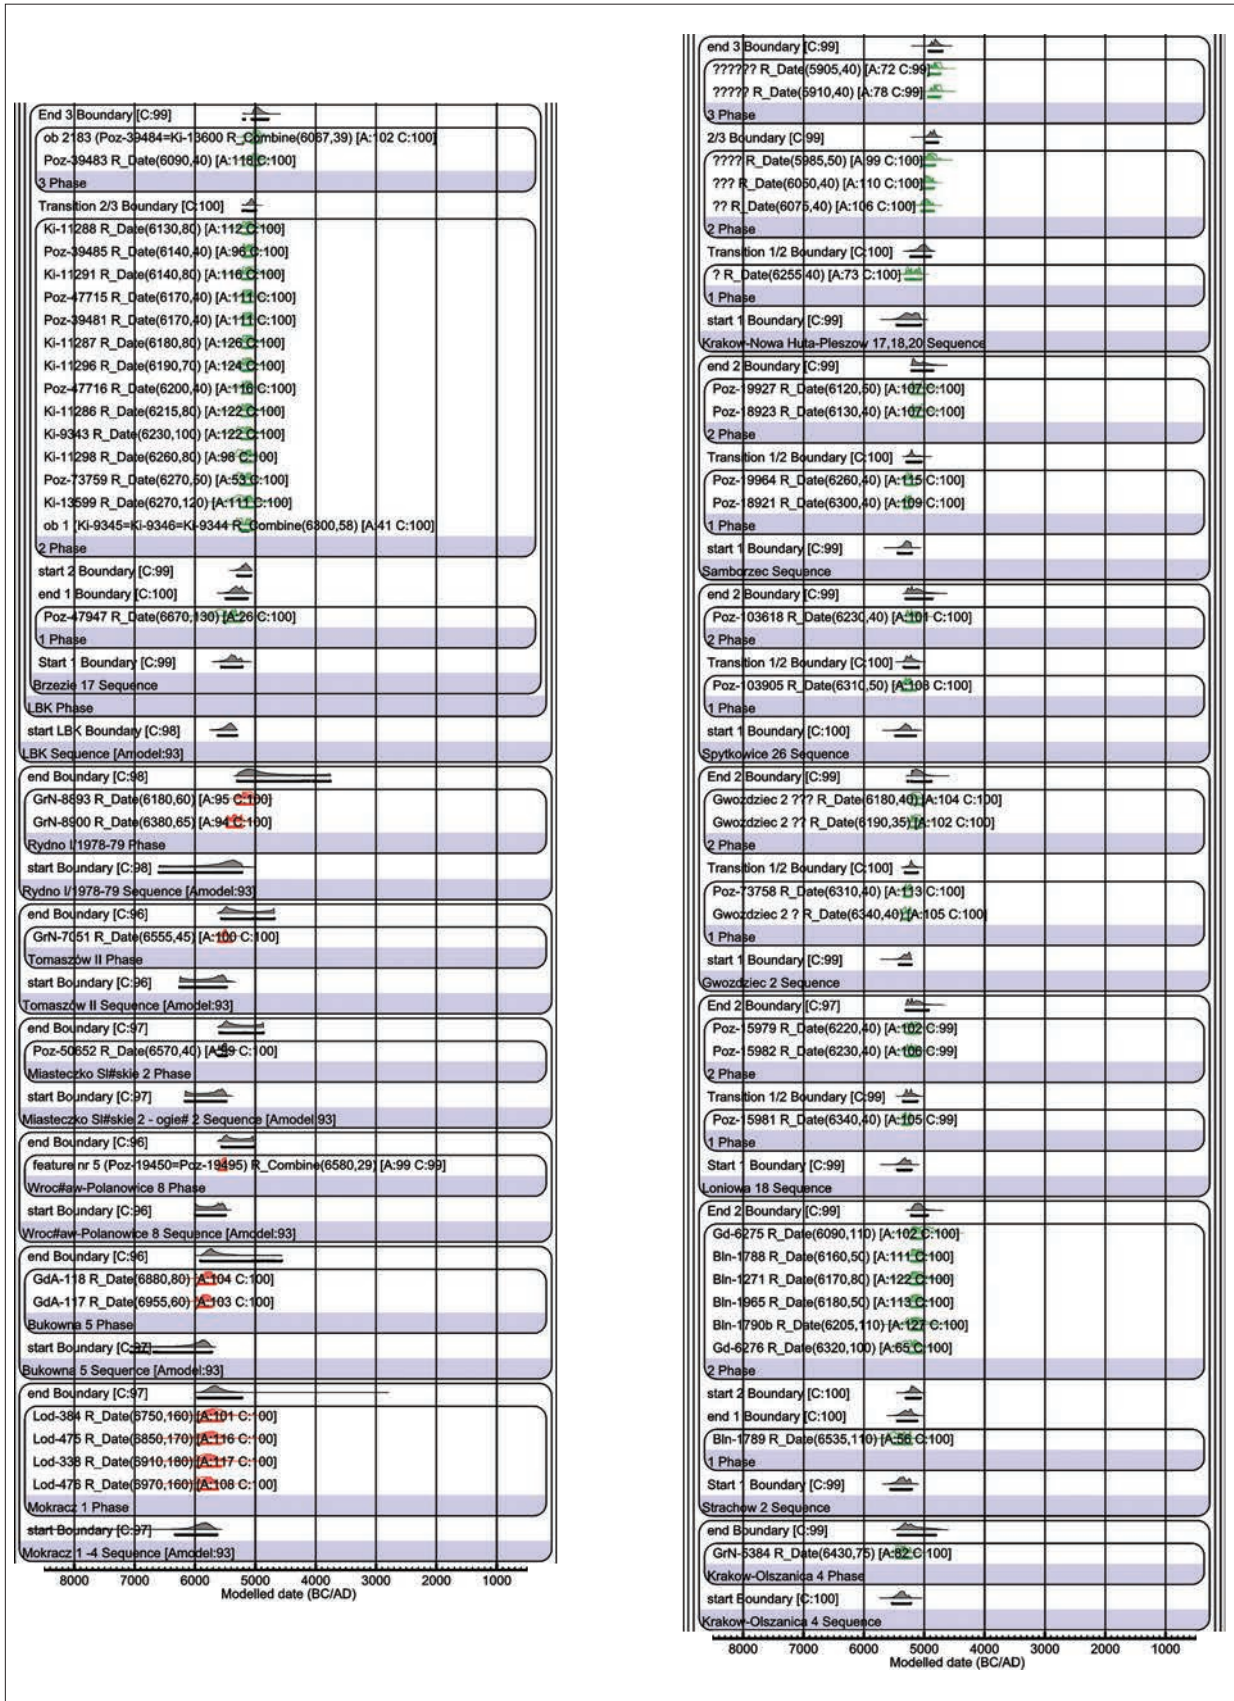 End 3 Boundary [C:99]
ob 2183 (Poz-39484=Ki-13600 R_Combine(6067,39) [A:102 C:100]
Poz-39483 R_Date(6090,40) [A:118 C:100]
3 Phase
Transition 2/3 Boundary [C:100]
Ki-11288 R_Date(6130,80) [A:112 C:100]
Poz-39485 R_Date(6140,40) [A:96 C:100]
Ki-11291 R_Date(6140,80) [A:116 C:100]
Poz-47715 R_Date(6170,40) [A:111 C:100]
Poz-39481 R_Date(6170,40) [A:111 C:100]
Ki-11287 R_Date(6180,80) [A:126 C:100]
Ki-11296 R_Date(6190,70) [A:124 C:100]
Poz-47716 R_Date(6200,40) [A:116 C:100]
Ki-11286 R_Date(6215,80) [A:122 C:100]
Ki-9343 R_Date(6230,100) [A:122 C:100]
Ki-11298 R_Date(6260,80) [A:98 C:100]
Poz-73759 R_Date(6270,50) [A:53 C:100]
Ki-13599 R_Date(6270,120) [A:111 C:100]
ob 1 (Ki-9345=Ki-9346=Ki-9344 R_Combine(6300,58) [A:41 C:100]
2 Phase
start 2 Boundary [C:99]
end 1 Boundary [C:100]
Poz-47947 R_Date(6670,130) [A:26 C:100]
1 Phase
Start 1 Boundary [C:99]
Brzezie 17 Sequence
LBK Phase
start LBK Boundary [C:98]
LBK Sequence [Amodel:93]
end Boundary [C:98]
GrN-8893 R_Date(6180,60) [A:95 C:100]
GrN-8900 R_Date(6380,65) [A:94 C:100]
Rydno I/1978-79 Phase
start Boundary [C:98]
Rydno I/1978-79 Sequence [Amodel:93]
end Boundary [C:96]
GrN-7051 R_Date(6555,45) [A:100 C:100]
Tomaszów II Phase
start Boundary [C:96]
Tomaszów II Sequence [Amodel:93]
end Boundary [C:97]
Poz-50652 R_Date(6570,40) [A:99 C:100]
Miasteczko Sl#skie 2 Phase
start Boundary [C:97]
Miasteczko Sl#skie 2 - ogie# 2 Sequence [Amodel:93]
end Boundary [C:96]
feature nr 5 (Poz-19450=Poz-19495) R_Combine(6580,29) [A:99 C:99]
Wroc#aw-Polanowice 8 Phase
start Boundary [C:96]
Wroc#aw-Polanowice 8 Sequence [Amodel:93]
end Boundary [C:96]
GdA-118 R_Date(6880,80) [A:104 C:100]
GdA-117 R_Date(6955,60) [A:103 C:100]
Bukowna 5 Phase
start Boundary [C:97]
Bukowna 5 Sequence [Amodel:93]
end Boundary [C:97]
Lod-384 R_Date(6750,160) [A:101 C:100]
Lod-475 R_Date(6850,170) [A:116 C:100]
Lod-338 R_Date(6910,180) [A:117 C:100]
Lod-476 R_Date(6970,160) [A:108 C:100]
Mokracz 1 Phase
start Boundary [C:97]
Mokracz 1 -4 Sequence [Amodel:93]
8000 7000 6000 5000 4000 3000 2000 1000
Modelled date (BC/AD)
end 3 Boundary [C:99]
?????? R_Date(5905,40) [A:72 C:99]
????? R_Date(5910,40) [A:78 C:99]
3 Phase
2/3 Boundary [C:99]
???? R_Date(5985,50) [A:99 C:100]
??? R_Date(6050,40) [A:110 C:100]
?? R_Date(6075,40) [A:106 C:100]
2 Phase
Transition 1/2 Boundary [C:100]
? R_Date(6255,40) [A:73 C:100]
1 Phase
start 1 Boundary [C:99]
Krakow-Nowa Huta-Pleszow 17,18,20 Sequence
end 2 Boundary [C:99]
Poz-19927 R_Date(6120,50) [A:107 C:100]
Poz-18923 R_Date(6130,40) [A:107 C:100]
2 Phase
Transition 1/2 Boundary [C:100]
Poz-19964 R_Date(6260,40) [A:115 C:100]
Poz-18921 R_Date(6300,40) [A:109 C:100]
1 Phase
start 1 Boundary [C:99]
Samborzec Sequence
end 2 Boundary [C:99]
Poz-103618 R_Date(6230,40) [A:101 C:100]
2 Phase
Transition 1/2 Boundary [C:100]
Poz-103905 R_Date(6310,50) [A:108 C:100]
1 Phase
start 1 Boundary [C:100]
Spytkowice 26 Sequence
End 2 Boundary [C:99]
Gwozdziec 2 ??? R_Date(6180,40) [A:104 C:100]
Gwozdziec 2 ?? R_Date(6190,35) [A:102 C:100]
2 Phase
Transition 1/2 Boundary [C:100]
Poz-73758 R_Date(6310,40) [A:113 C:100]
Gwozdziec 2 ? R_Date(6340,40) [A:105 C:100]
1 Phase
start 1 Boundary [C:99]
Gwozdziec 2 Sequence
End 2 Boundary [C:97]
Poz-15979 R_Date(6220,40) [A:102 C:99]
Poz-15982 R_Date(6230,40) [A:106 C:99]
2 Phase
Transition 1/2 Boundary [C:99]
Poz-15981 R_Date(6340,40) [A:105 C:99]
1 Phase
Start 1 Boundary [C:99]
Loniowa 18 Sequence
End 2 Boundary [C:99]
Gd-6275 R_Date(6090,110) [A:102 C:100]
Bln-1788 R_Date(6160,50) [A:111 C:100]
Bln-1271 R_Date(6170,80) [A:122 C:100]
Bln-1965 R_Date(6180,50) [A:113 C:100]
Bln-1790b R_Date(6205,110) [A:127 C:100]
Gd-6276 R_Date(6320,100) [A:65 C:100]
2 Phase
start 2 Boundary [C:100]
end 1 Boundary [C:100]
Bln-1789 R_Date(6535,110) [A:56 C:100]
1 Phase
Start 1 Boundary [C:99]
Strachow 2 Sequence
end Boundary [C:99]
GrN-5384 R_Date(6430,75) [A:82 C:100]
Krakow-Olszanica 4 Phase
start Boundary [C:100]
Krakow-Olszanica 4 Sequence
8000 7000 6000 5000 4000 3000 2000 1000
Modelled date (BC/AD)